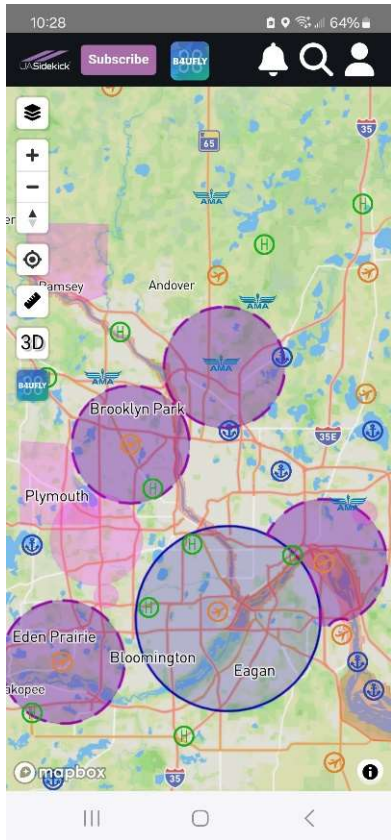 10:28
64%
UASidekick
Subscribe
B4UFLY
35
65
H
AMA
H
Ramsey
Andover
AMA
H
3D
AMA
AMA
B4UFLY
Brooklyn Park
35E
Plymouth
H
AMA
H
H
H
Eden Prairie
Bloomington
Eagan
akopee
H
H
mapbox
35